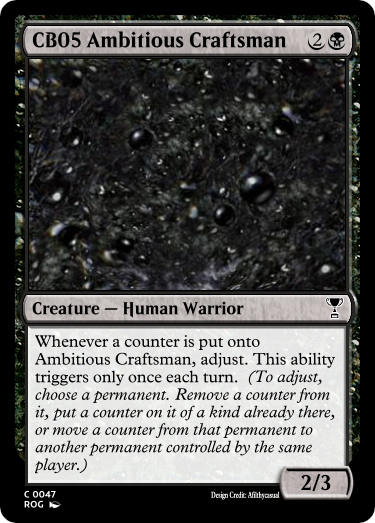 CB05 Ambitious Craftsman 2
Creature — Human Warrior
Whenever a counter is put onto
Ambitious Craftsman, adjust. This ability
triggers only once each turn. (To adjust,
choose a permanent. Remove a counter from
it, put a counter on it of a kind already there,
or move a counter from that permanent to
another permanent controlled by the same
player.)
2/3
C 0047
ROG
Design Credit: Afilthycasual